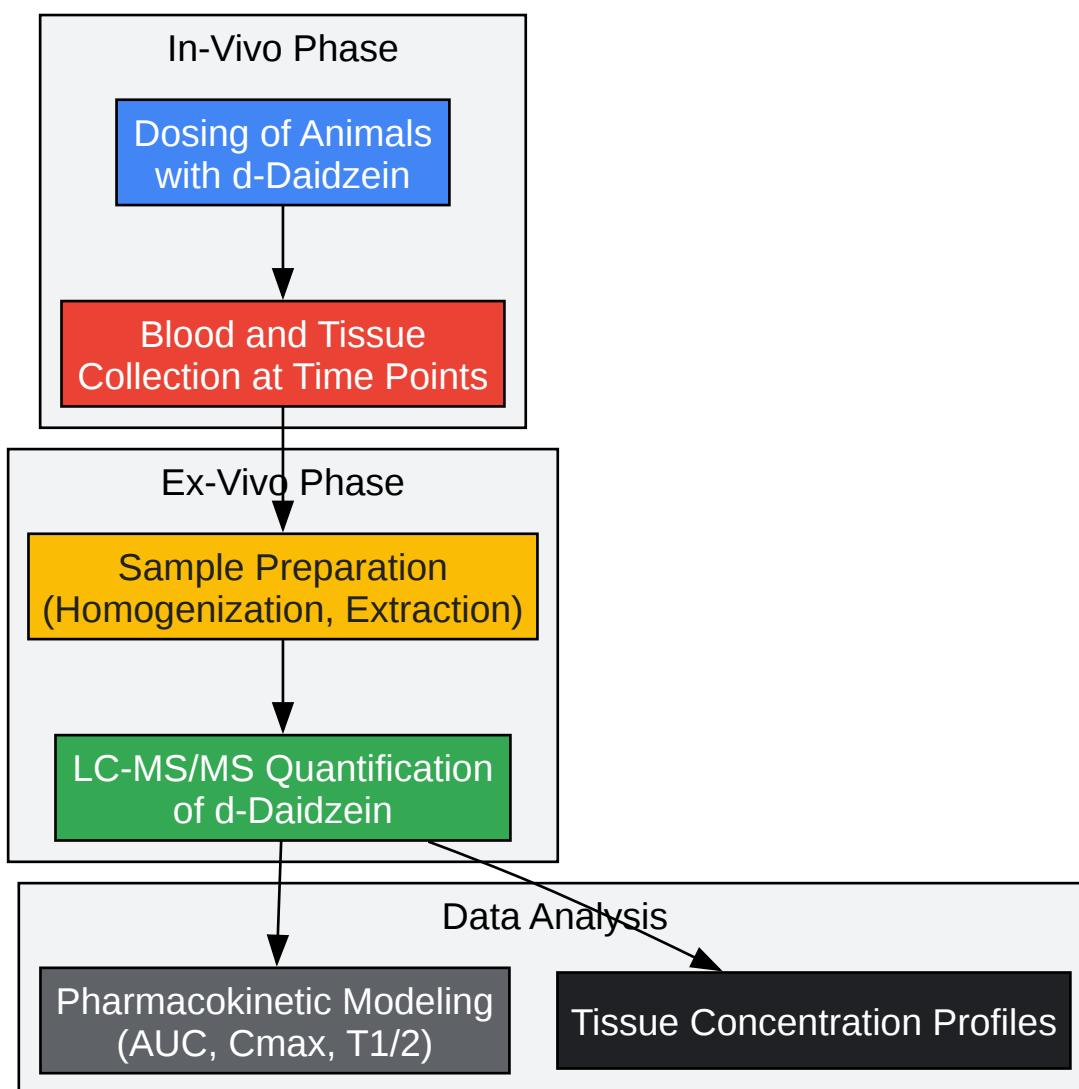 In-Vivo Phase
Dosing of Animals
with d-Daidzein
Blood and Tissue
Collection at Time Points
Ex-Vivo Phase
Sample Preparation
(Homogenization, Extraction)
LC-MS/MS Quantification
of d-Daidzein
Data Analysis
Pharmacokinetic Modeling
(AUC, Cmax, T1/2)
Tissue Concentration Profiles